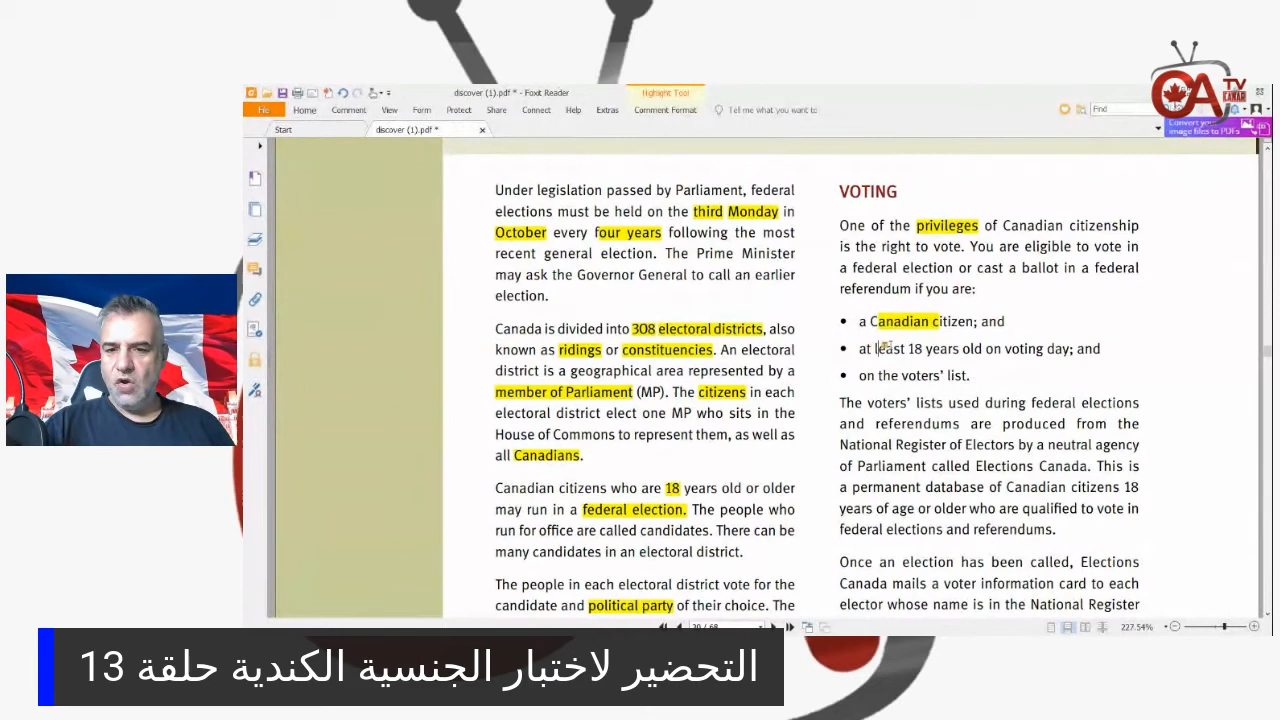 discover (1).pdf * - Foxit Reader
Highlight Tool
File Home Comment View Form Protect Share Connect Help Extras Comment Format Tell me what you want to
Find
Start
discover (1).pdf *
Convert your
image files to PDFs
CA TV
KANAR
Under legislation passed by Parliament, federal
elections must be held on the third Monday in
October every four years following the most
recent general election. The Prime Minister
may ask the Governor General to call an earlier
election.
Canada is divided into 308 electoral districts, also
known as ridings or constituencies. An electoral
district is a geographical area represented by a
member of Parliament (MP). The citizens in each
electoral district elect one MP who sits in the
House of Commons to represent them, as well as
all Canadians.
Canadian citizens who are 18 years old or older
may run in a federal election. The people who
run for office are called candidates. There can be
many candidates in an electoral district.
The people in each electoral district vote for the
candidate and political party of their choice. The
VOTING
One of the privileges of Canadian citizenship
is the right to vote. You are eligible to vote in
a federal election or cast a ballot in a federal
referendum if you are:
• a Canadian citizen; and
• at least 18 years old on voting day; and
• on the voters' list.
The voters' lists used during federal elections
and referendums are produced from the
National Register of Electors by a neutral agency
of Parliament called Elections Canada. This is
a permanent database of Canadian citizens 18
years of age or older who are qualified to vote in
federal elections and referendums.
Once an election has been called, Elections
Canada mails a voter information card to each
elector whose name is in the National Register
227.54%
التحضير لاختبار الجنسية الكندية حلقة 13